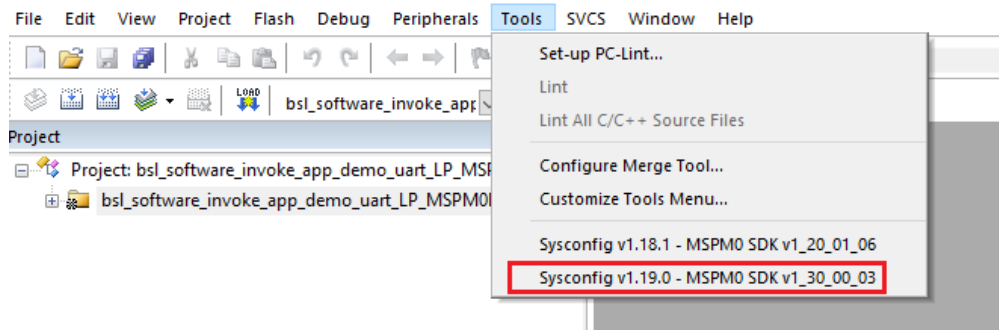 File Edit View Project Flash Debug Peripherals Tools SVCS Window Help
Set-up PC-Lint...
Lint
Lint All C/C++ Source Files
Configure Merge Tool...
Customize Tools Menu...
Sysconfig v1.18.1 - MSPM0 SDK v1_20_01_06
Sysconfig v1.19.0 - MSPM0 SDK v1_30_00_03
LOAD
bsl_software_invoke_app
Project
Project: bsl_software_invoke_app_demo_uart_LP_MSP
bsl_software_invoke_app_demo_uart_LP_MSPM0